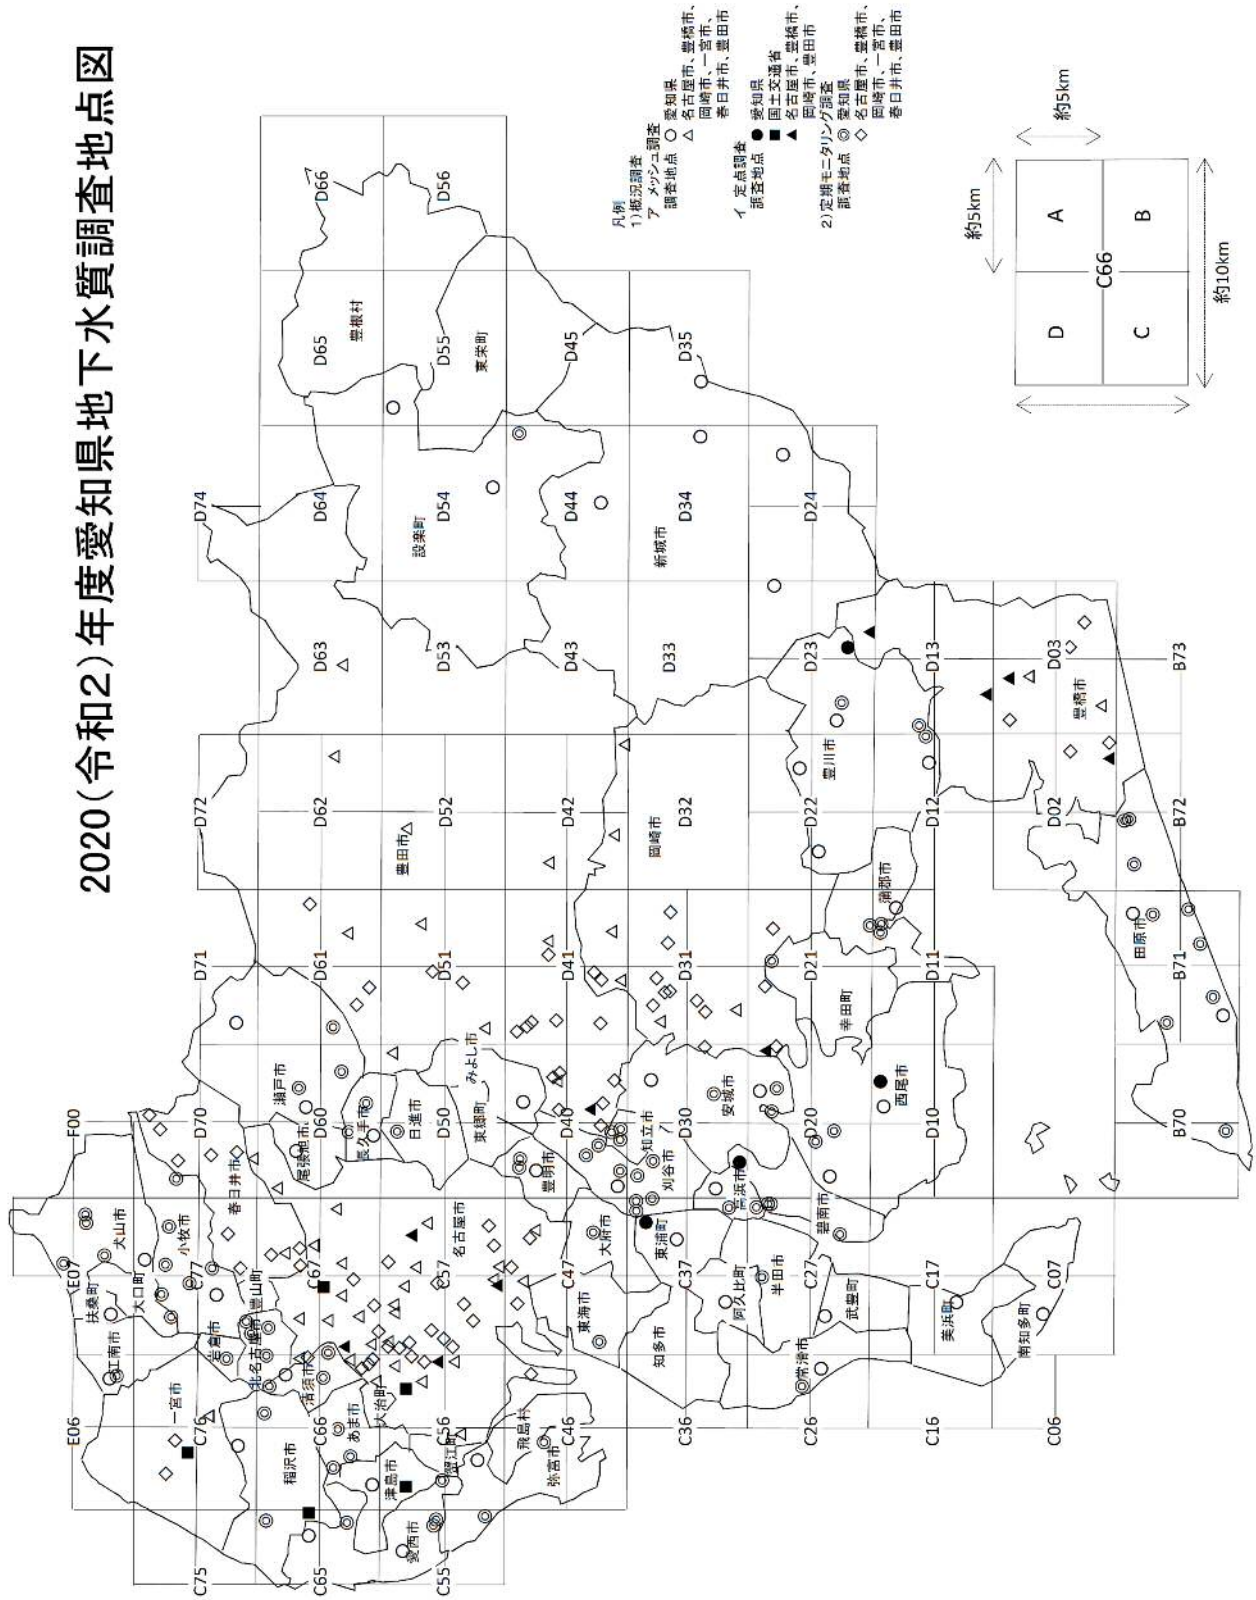 2020(令和2)年度愛知県地下水質調査地点図
凡例
1)概況調査
ア メッシュ調査
調査地点 ○ 愛知県
△ 名古屋市、豊橋市、
岡崎市、一宮市、
春日井市、豊田市
イ 定点調査
調査地点 ● 愛知県
■ 国土交通省
▲ 名古屋市、豊橋市、
岡崎市、豊田市
2)定期モニタリング調査
調査地点 ◎ 愛知県
◇ 名古屋市、豊橋市、
岡崎市、一宮市、
春日井市、豊田市
約5km
約5km
D
A
C66
C
B
約10km
E06
E07
F00
C75
C76
C77
D70
D71
D72
D74
C65
C66
C67
D60
D61
D62
D63
D64
D65
D66
C55
C56
C57
D50
D51
D52
D53
D54
D55
D56
C46
C47
D40
D41
D42
D43
D44
D45
C36
C37
D30
D31
D32
D33
D34
D35
C26
C27
D20
D21
D22
D23
D24
C16
C17
D10
D11
D12
D13
C06
C07
D02
D03
B70
B71
B72
B73
扶桑町
犬山市
江南市
大口町
一宮市
小牧市
岩倉市
春日井市
北名古屋市
豊山町
稲沢市
清須市
尾張旭市
瀬戸市
あま市
大治町
長久手市
津島市
愛西市
日進市
蟹江町
名古屋市
東郷町
みよし市
豊田市
飛島村
弥富市
豊明市
東海市
大府市
知多市
東浦町
刈谷市
知立市
岡崎市
阿久比町
高浜市
安城市
半田市
常滑市
碧南市
武豊町
幸田町
西尾市
蒲郡市
豊川市
新城市
設楽町
東栄町
豊根村
美浜町
南知多町
豊橋市
田原市